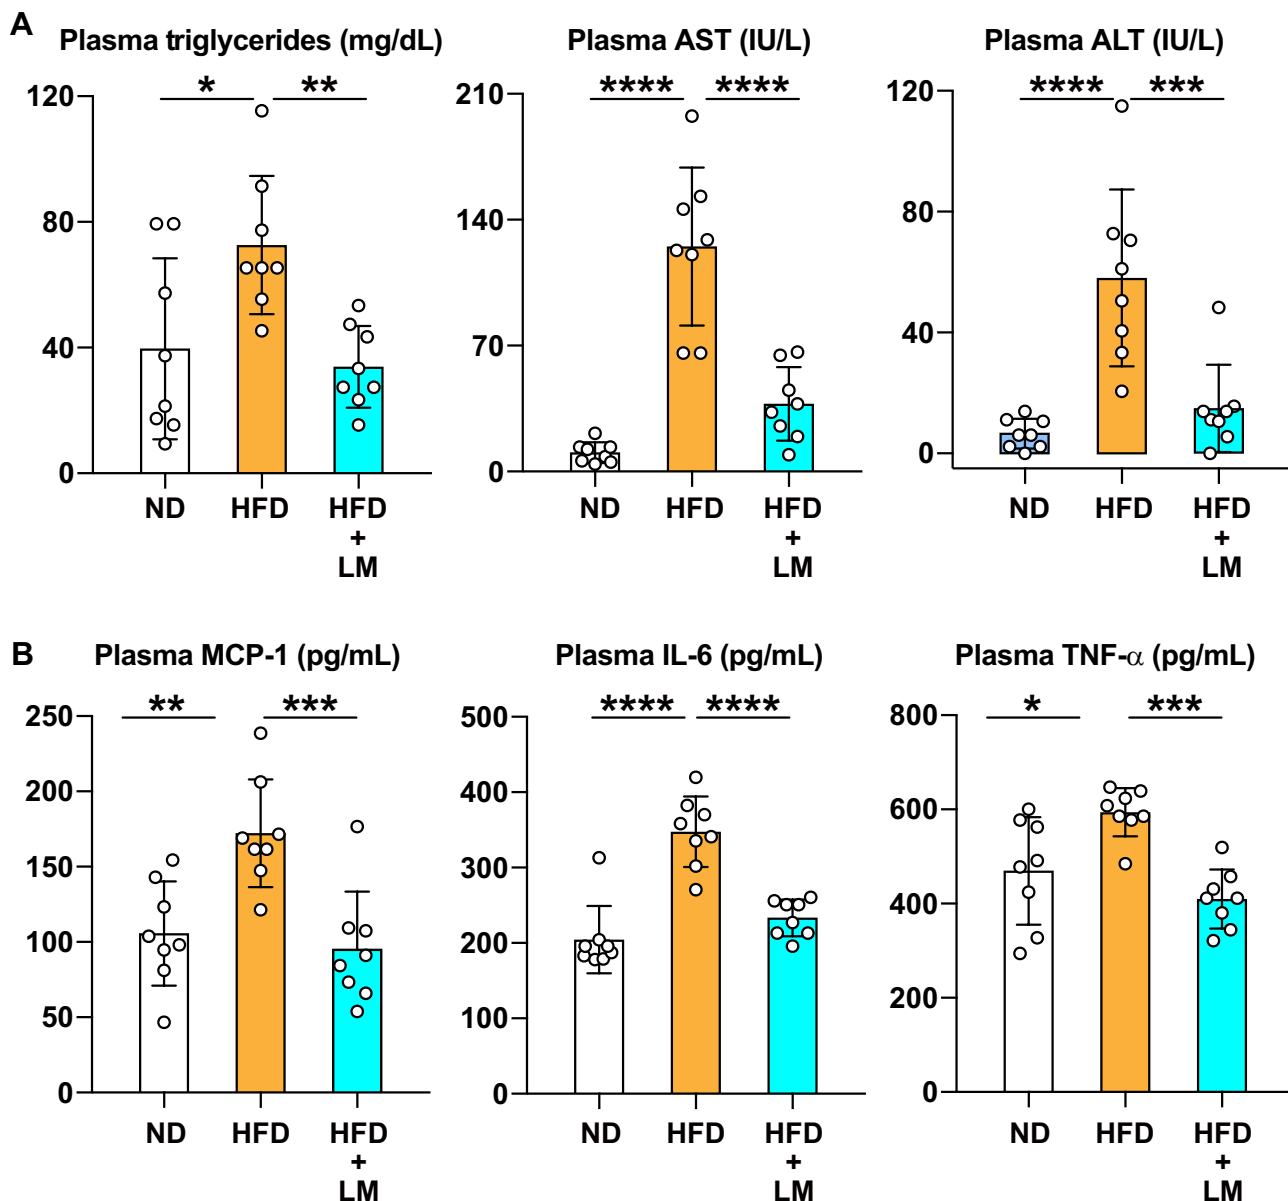 A
Plasma triglycerides (mg/dL)
Plasma AST (IU/L)
Plasma ALT (IU/L)
* **
**** ****
**** ***
120
80
40
0
210
140
70
0
120
80
40
0
ND HFD HFD
+
LM
ND HFD HFD
+
LM
ND HFD HFD
+
LM
B
Plasma MCP-1 (pg/mL)
Plasma IL-6 (pg/mL)
Plasma TNF-α (pg/mL)
** ***
**** ****
* ***
250
200
150
100
50
0
500
400
300
200
100
0
800
600
400
200
0
ND HFD HFD
+
LM
ND HFD HFD
+
LM
ND HFD HFD
+
LM